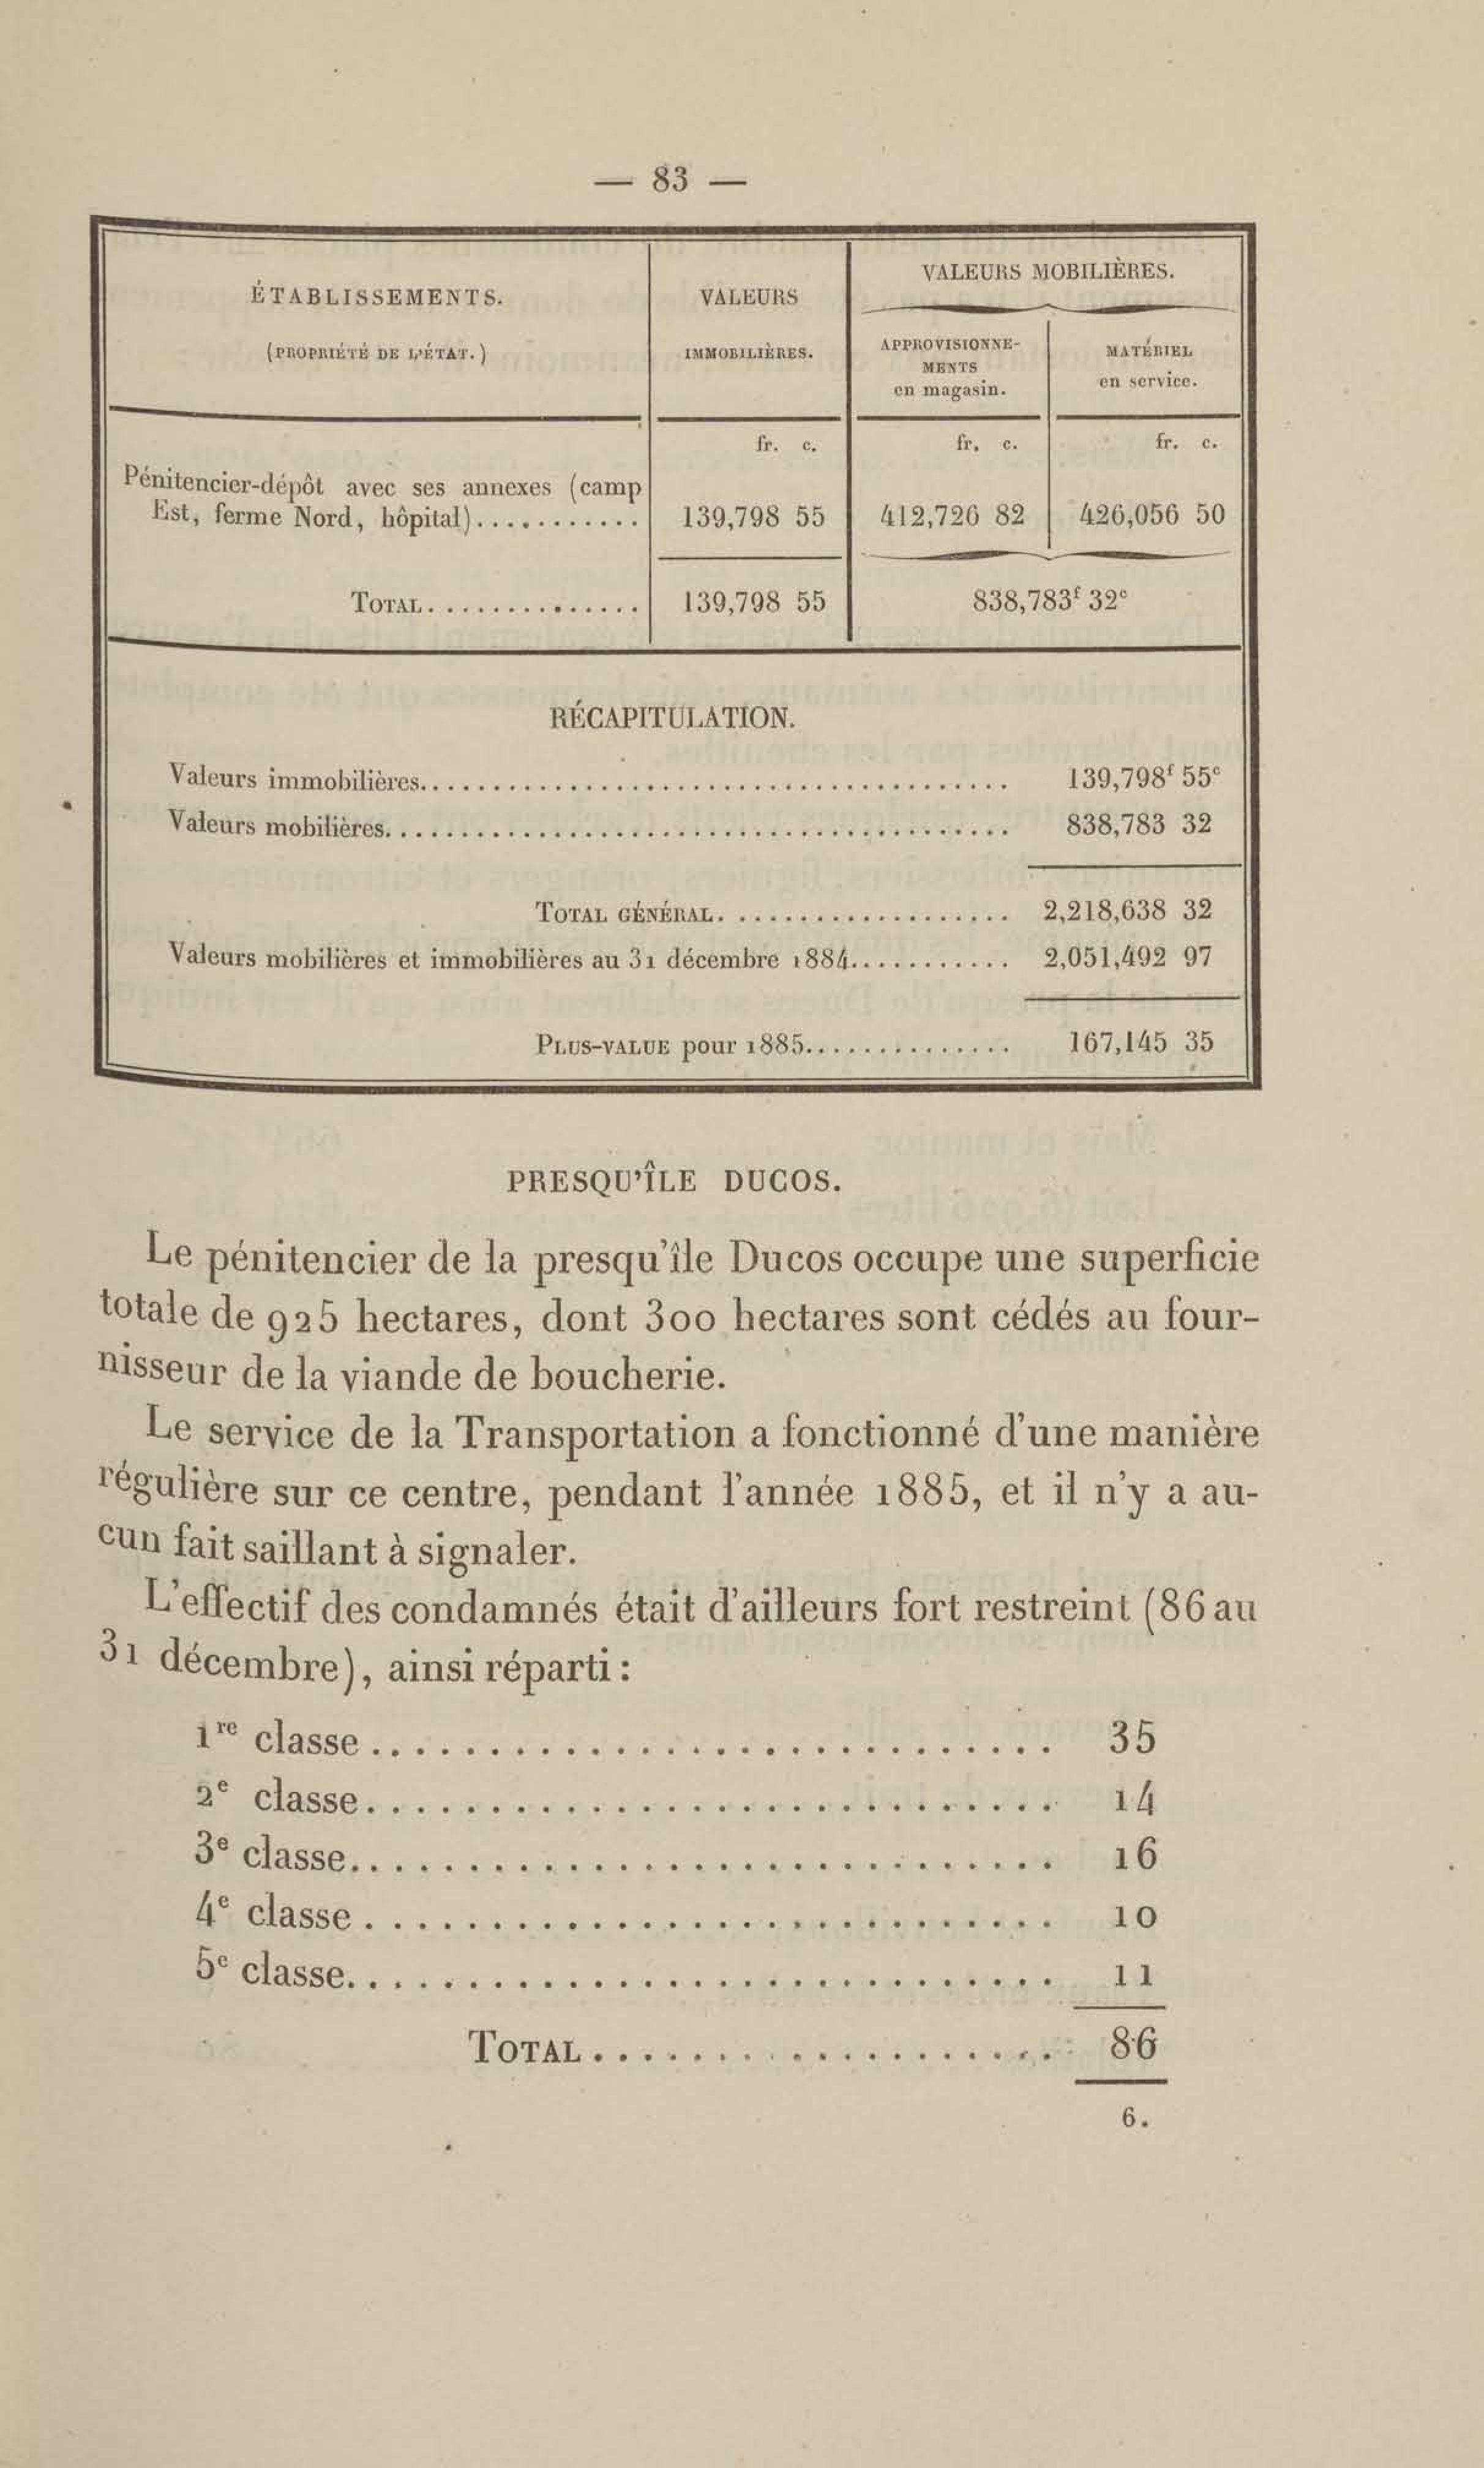 — 83 —
ÉTABLISSEMENTS.
(PROPRIÉTÉ DE L'ÉTAT.)
VALEURS
IMMOBILIÈRES.
VALEURS MOBILIÈRES.
APPROVISIONNE-
MENTS
en magasin.
MATÉRIEL
en service.
fr. c. fr. c. fr. c.
Pénitencier-dépôt avec ses annexes (camp
Est, ferme Nord, hôpital)........... 139,798 55 412,726 82 426,056 50
TOTAL.............. 139,798 55 838,783f 32c
RÉCAPITULATION.
Valeurs immobilières...................................... 139,798f 55c
Valeurs mobilières........................................ 838,783 32
TOTAL GÉNÉRAL................... 2,218,638 32
Valeurs mobilières et immobilières au 31 décembre 1884........... 2,051,492 97
PLUS-VALUE pour 1885.............. 167,145 35
PRESQU'ÎLE DUCOS.
Le pénitencier de la presqu'île Ducos occupe une superficie
totale de 925 hectares, dont 300 hectares sont cédés au four-
nisseur de la viande de boucherie.
Le service de la Transportation a fonctionné d'une manière
régulière sur ce centre, pendant l'année 1885, et il n'y a au-
cun fait saillant à signaler.
L'effectif des condamnés était d'ailleurs fort restreint (86 au
31 décembre), ainsi réparti :
1re classe............................ 35
2e classe............................ 14
3e classe............................ 16
4e classe............................ 10
5e classe............................ 11
TOTAL................... 86
6.